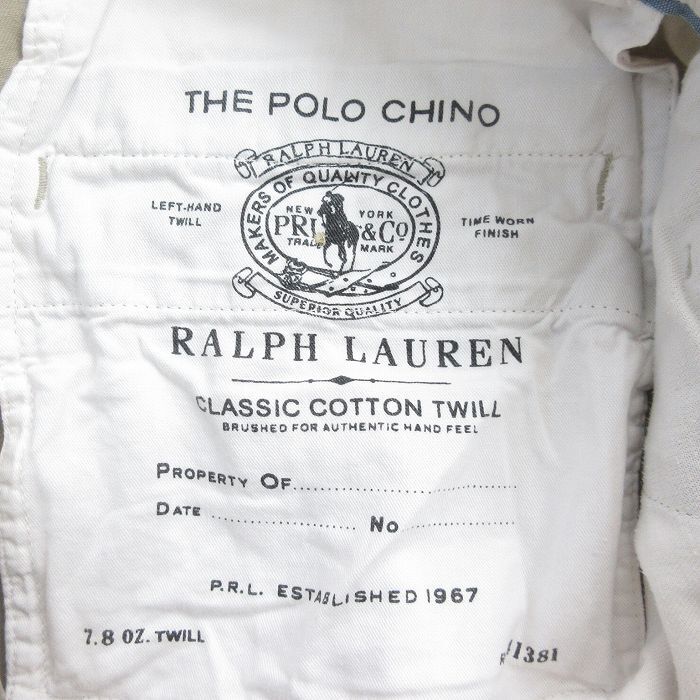 THE POLO CHINO
RALPH LAUREN
MAKERS OF QUALITY CLOTHES
LEFT-HAND
TWILL
NEW YORK
PRL &CO
TRADE MARK
TIME WORN
FINISH
SUPERIOR QUALITY
RALPH LAUREN
CLASSIC COTTON TWILL
BRUSHED FOR AUTHENTIC HAND FEEL
PROPERTY OF
DATE No
P.R.L. ESTABLISHED 1967
7.8 OZ. TWILL
1381